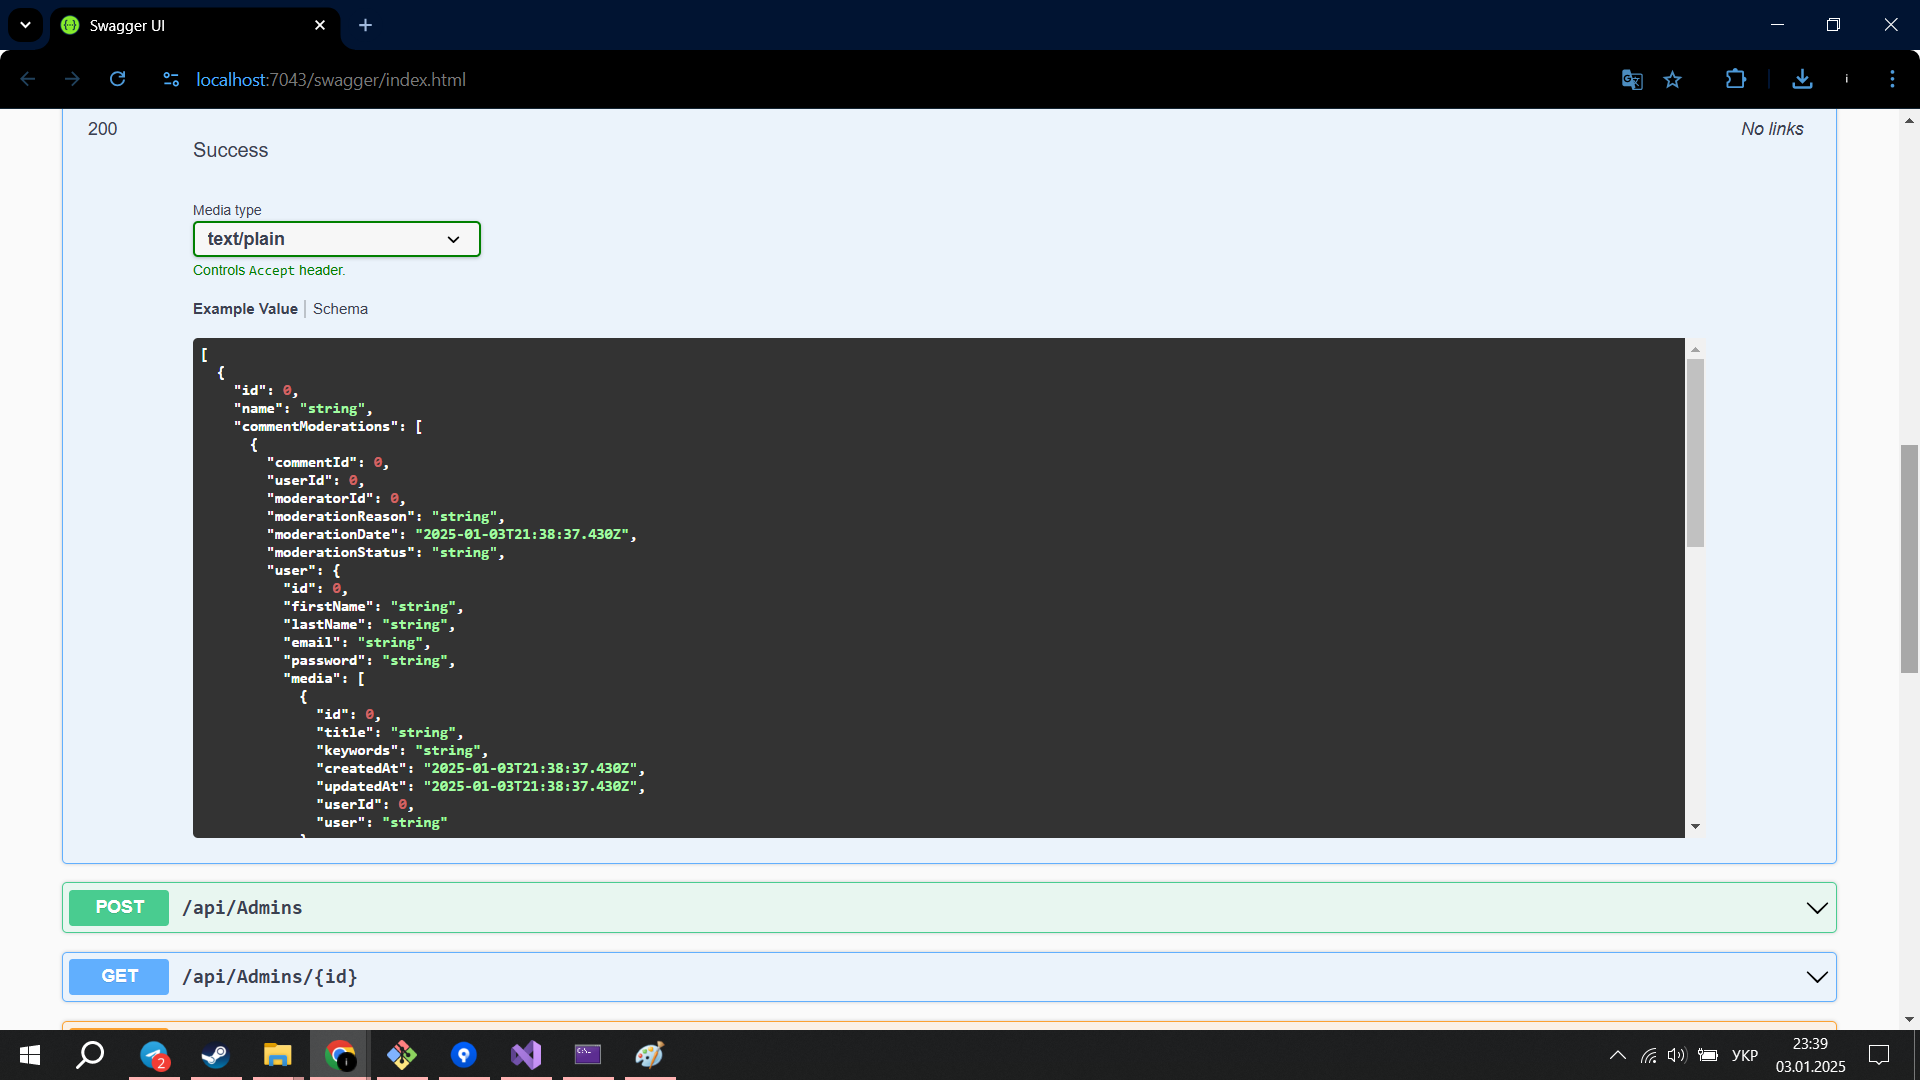 Swagger UI
localhost:7043/swagger/index.html
200
No links
Success
Media type
text/plain
Controls Accept header.
Example Value
Schema
[
  {
    "id": 0,
    "name": "string",
    "commentModerations": [
      {
        "commentId": 0,
        "userId": 0,
        "moderatorId": 0,
        "moderationReason": "string",
        "moderationDate": "2025-01-03T21:38:37.430Z",
        "moderationStatus": "string",
        "user": {
          "id": 0,
          "firstName": "string",
          "lastName": "string",
          "email": "string",
          "password": "string",
          "media": [
            {
              "id": 0,
              "title": "string",
              "keywords": "string",
              "createdAt": "2025-01-03T21:38:37.430Z",
              "updatedAt": "2025-01-03T21:38:37.430Z",
              "userId": 0,
              "user": "string"
POST /api/Admins
GET /api/Admins/{id}
2
УКР
23:39
03.01.2025